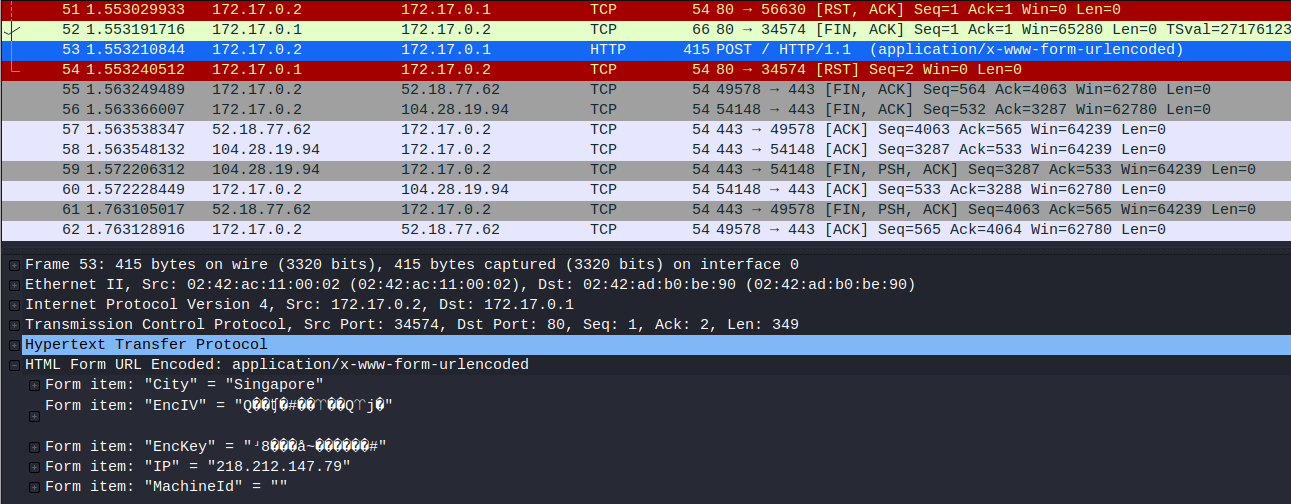 51 1.553029933 172.17.0.2 172.17.0.1 TCP 54 80 → 56630 [RST, ACK] Seq=1 Ack=1 Win=0 Len=0
52 1.553191716 172.17.0.1 172.17.0.2 TCP 66 80 → 34574 [FIN, ACK] Seq=1 Ack=1 Win=65280 Len=0 TSval=27176123
53 1.553210844 172.17.0.2 172.17.0.1 HTTP 415 POST / HTTP/1.1 (application/x-www-form-urlencoded)
54 1.553240512 172.17.0.1 172.17.0.2 TCP 54 80 → 34574 [RST] Seq=2 Win=0 Len=0
55 1.563249489 172.17.0.2 52.18.77.62 TCP 54 49578 → 443 [FIN, ACK] Seq=564 Ack=4063 Win=62780 Len=0
56 1.563366007 172.17.0.2 104.28.19.94 TCP 54 54148 → 443 [FIN, ACK] Seq=532 Ack=3287 Win=62780 Len=0
57 1.563538347 52.18.77.62 172.17.0.2 TCP 54 443 → 49578 [ACK] Seq=4063 Ack=565 Win=64239 Len=0
58 1.563548132 104.28.19.94 172.17.0.2 TCP 54 443 → 54148 [ACK] Seq=3287 Ack=533 Win=64239 Len=0
59 1.572206312 104.28.19.94 172.17.0.2 TCP 54 443 → 54148 [FIN, PSH, ACK] Seq=3287 Ack=533 Win=64239 Len=0
60 1.572228449 172.17.0.2 104.28.19.94 TCP 54 54148 → 443 [ACK] Seq=533 Ack=3288 Win=62780 Len=0
61 1.763105017 52.18.77.62 172.17.0.2 TCP 54 443 → 49578 [FIN, PSH, ACK] Seq=4063 Ack=565 Win=64239 Len=0
62 1.763128916 172.17.0.2 52.18.77.62 TCP 54 49578 → 443 [ACK] Seq=565 Ack=4064 Win=62780 Len=0
Frame 53: 415 bytes on wire (3320 bits), 415 bytes captured (3320 bits) on interface 0
Ethernet II, Src: 02:42:ac:11:00:02 (02:42:ac:11:00:02), Dst: 02:42:ad:b0:be:90 (02:42:ad:b0:be:90)
Internet Protocol Version 4, Src: 172.17.0.2, Dst: 172.17.0.1
Transmission Control Protocol, Src Port: 34574, Dst Port: 80, Seq: 1, Ack: 2, Len: 349
Hypertext Transfer Protocol
HTML Form URL Encoded: application/x-www-form-urlencoded
Form item: "City" = "Singapore"
Form item: "EncIV" =
Form item: "EncKey" =
Form item: "IP" = "218.212.147.79"
Form item: "MachineId" = ""